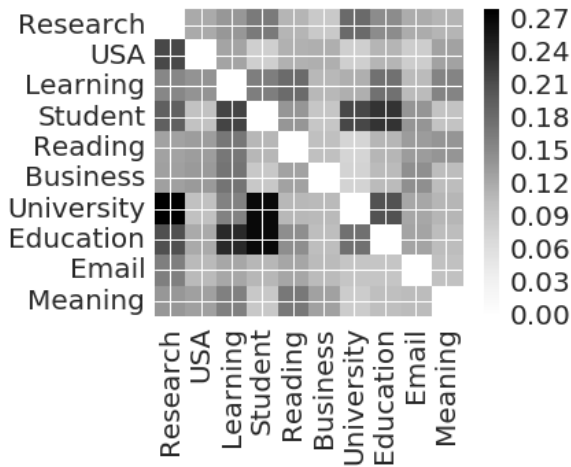 Research
USA
Learning
Student
Reading
Business
University
Education
Email
Meaning
0.27
0.24
0.21
0.18
0.15
0.12
0.09
0.06
0.03
0.00
Research
USA
Learning
Student
Reading
Business
University
Education
Email
Meaning